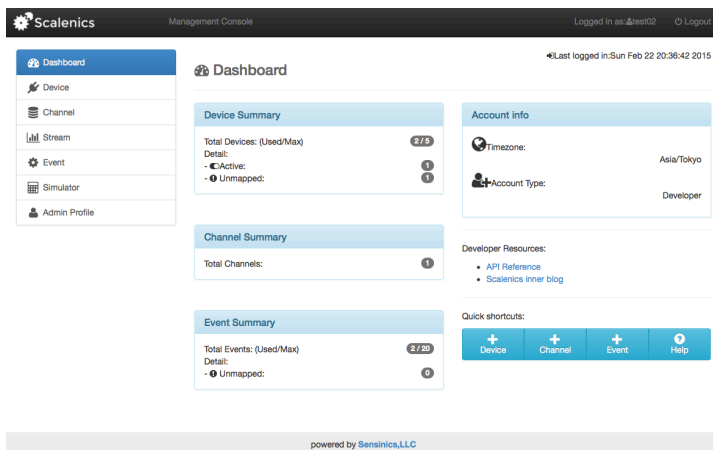 Scalenics
Management Console
Logged in as:test02
Logout
Dashboard
Device
Channel
Stream
Event
Simulator
Admin Profile
Last logged in:Sun Feb 22 20:36:42 2015
Dashboard
Device Summary
Total Devices: (Used/Max) 2 / 5
Detail:
- Active: 1
- Unmapped: 1
Channel Summary
Total Channels: 1
Event Summary
Total Events: (Used/Max) 2 / 20
Detail:
- Unmapped: 0
Account info
Timezone:
Asia/Tokyo
Account Type:
Developer
Developer Resources:
• API Reference
• Scalenics inner blog
Quick shortcuts:
Device
Channel
Event
Help
powered by Sensinics,LLC